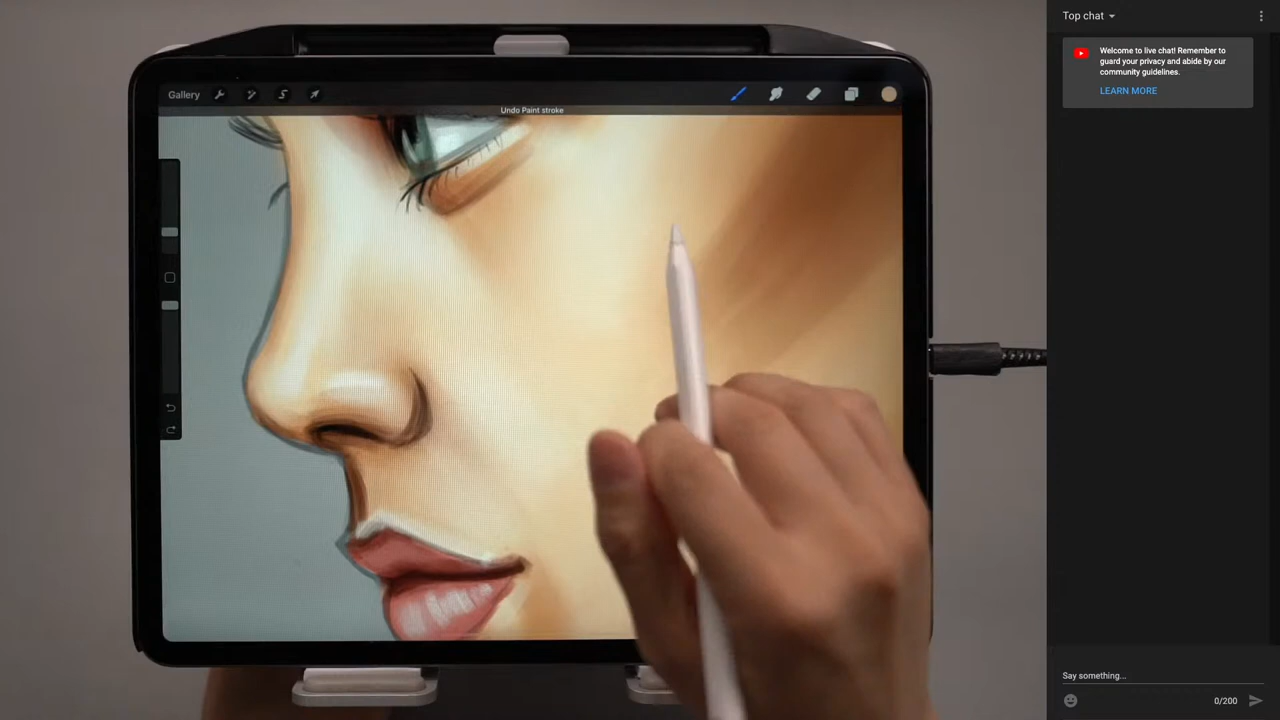 Gallery
Undo Paint stroke
Top chat
Welcome to live chat! Remember to
guard your privacy and abide by our
community guidelines.
LEARN MORE
Say something...
0/200